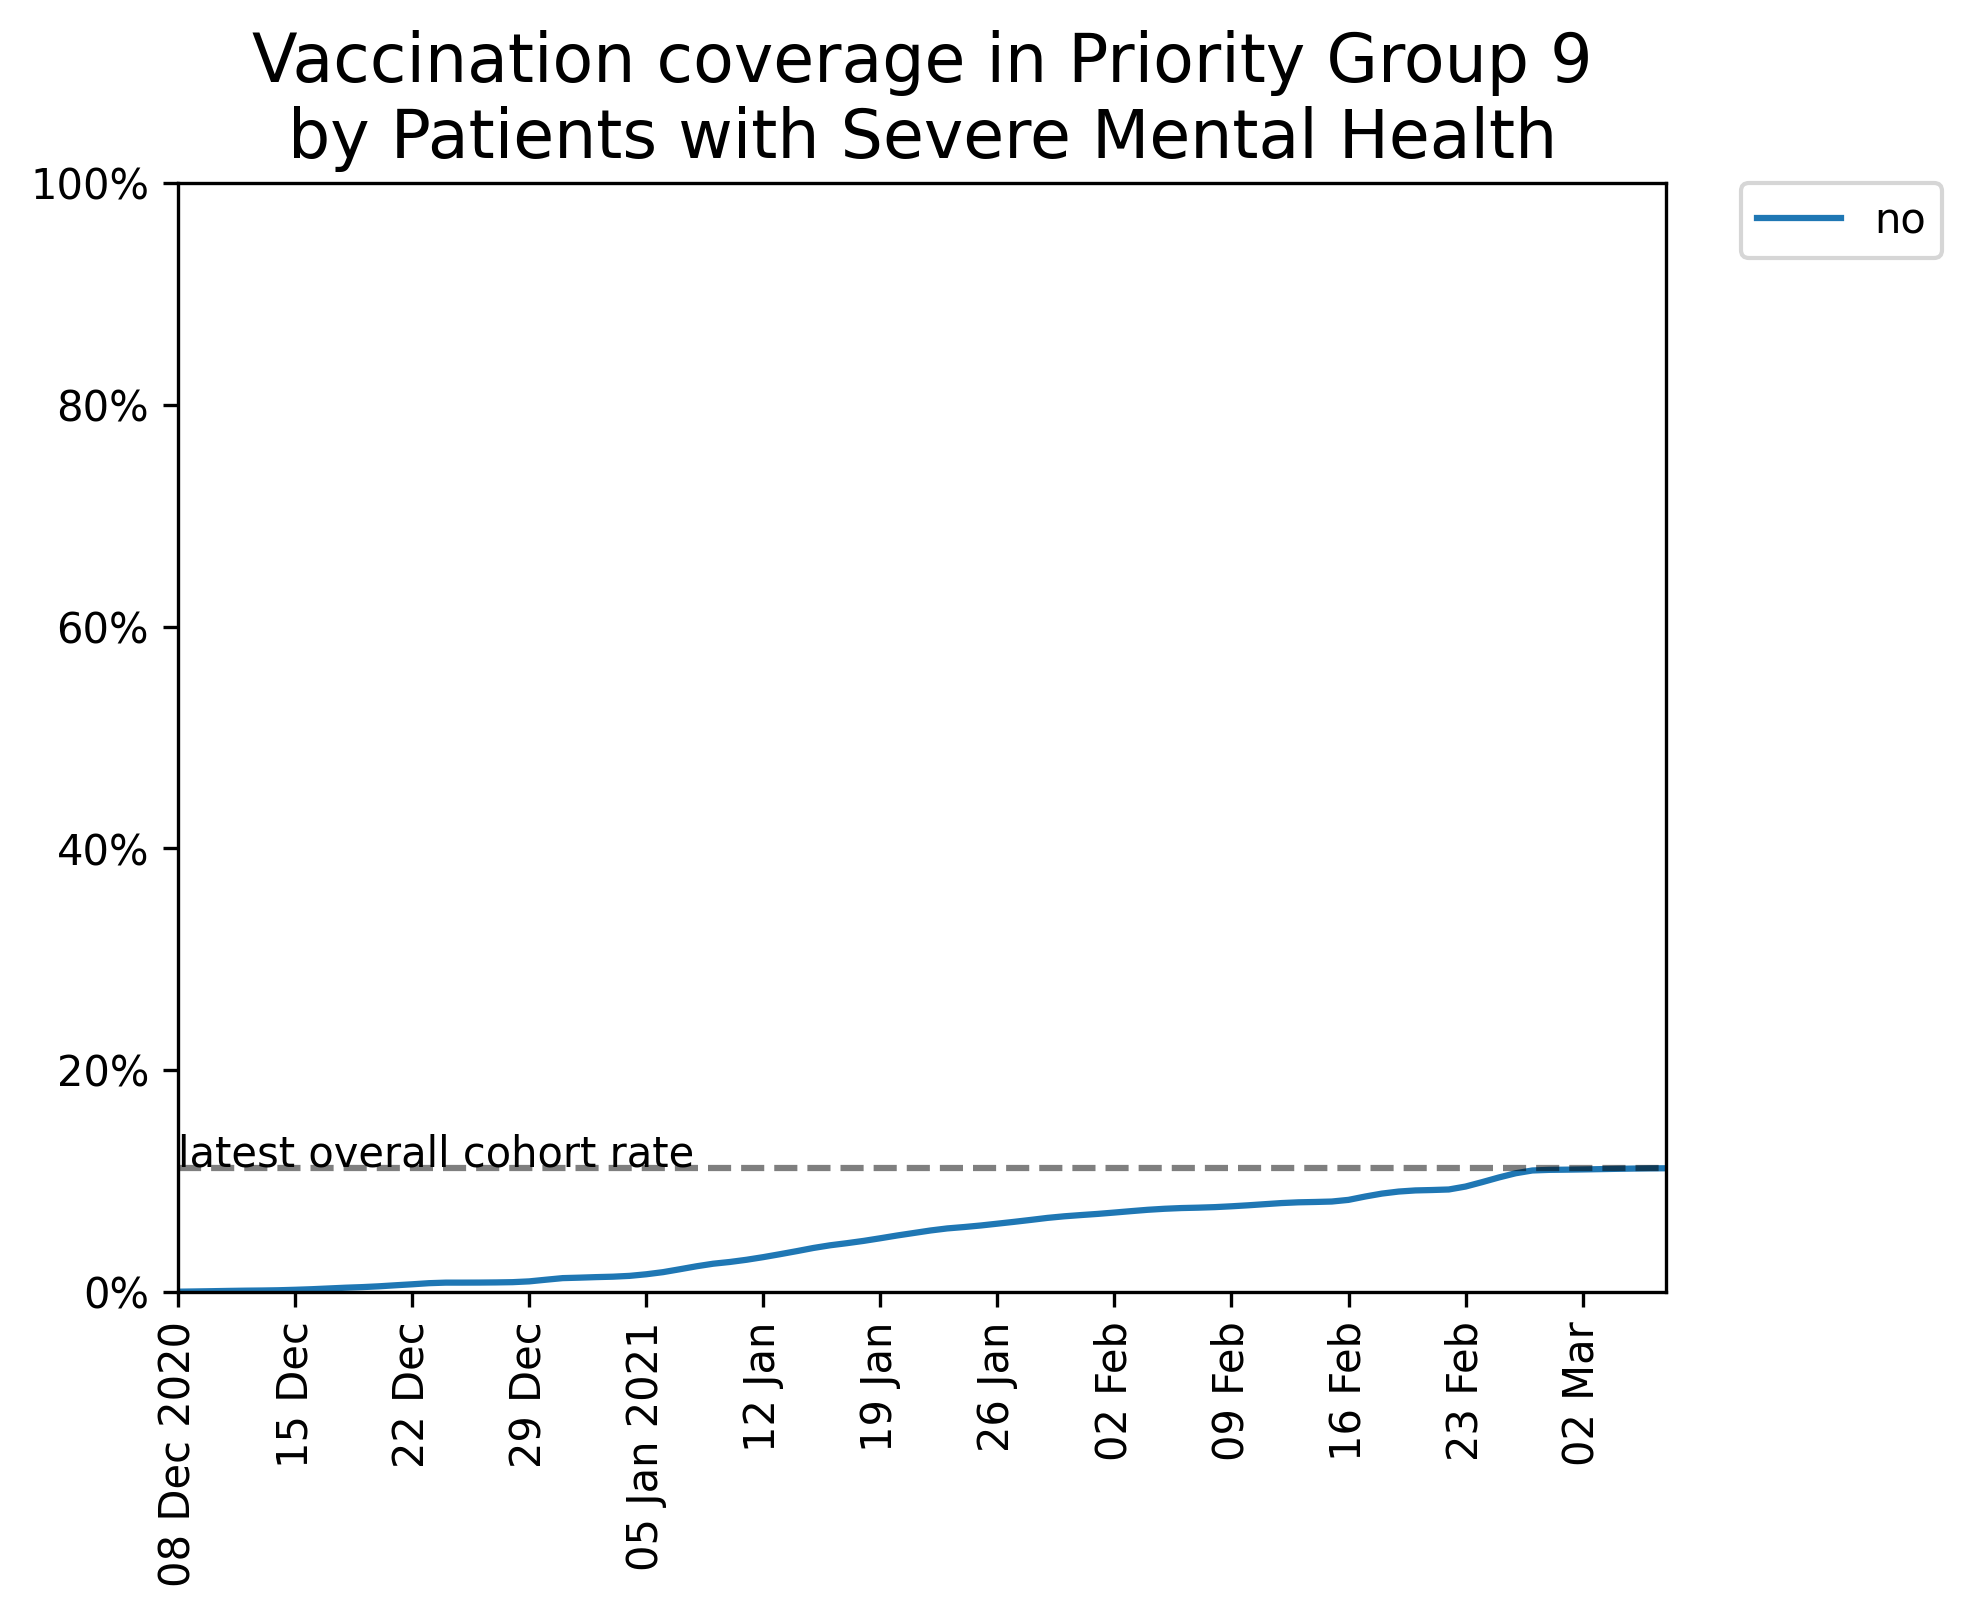 Vaccination coverage in Priority Group 9
by Patients with Severe Mental Health
100%
80%
60%
40%
20%
0%
latest overall cohort rate
no
08 Dec 2020
15 Dec
22 Dec
29 Dec
05 Jan 2021
12 Jan
19 Jan
26 Jan
02 Feb
09 Feb
16 Feb
23 Feb
02 Mar